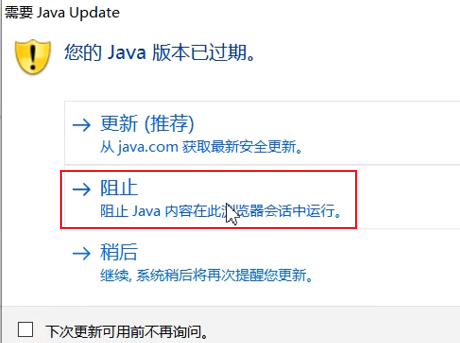 需要 Java Update
您的 Java 版本已过期。
更新 (推荐)
从 java.com 获取最新安全更新。
阻止
阻止 Java 内容在此浏览器会话中运行。
稍后
继续, 系统稍后将再次提醒您更新。
下次更新可用前不再询问。